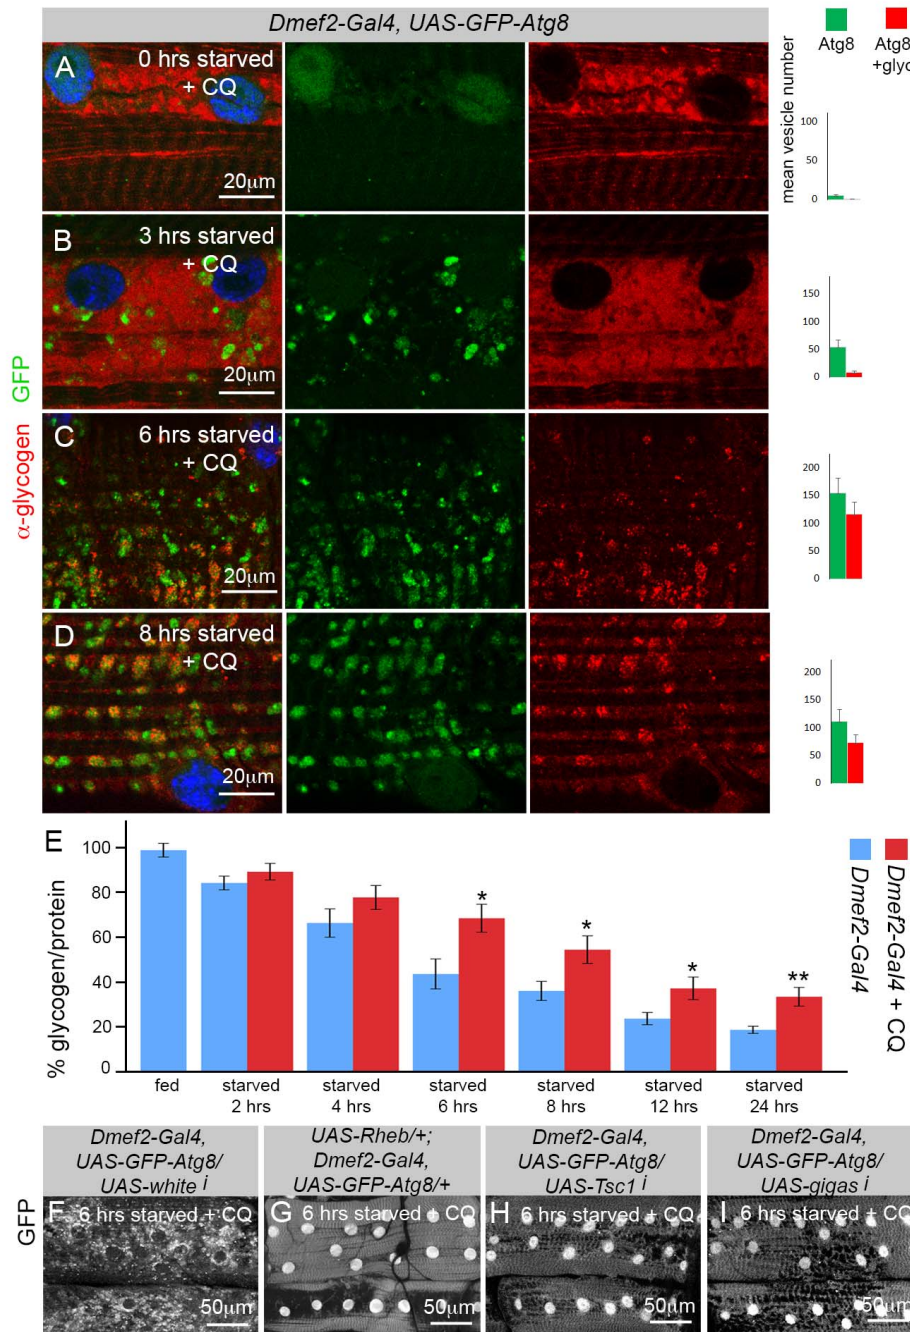 Dmef2-Gal4, UAS-GFP-Atg8
Atg8
Atg8
+glyc
A
0 hrs starved
+ CQ
20μm
mean vesicle number
100
50
0
B
3 hrs starved
+ CQ
20μm
150
100
50
0
C
6 hrs starved
+ CQ
20μm
200
150
100
50
0
D
8 hrs starved
+ CQ
20μm
200
150
100
50
0
α-glycogen GFP
E
% glycogen/protein
100
80
60
40
20
0
* * * **
fed
starved
2 hrs
starved
4 hrs
starved
6 hrs
starved
8 hrs
starved
12 hrs
starved
24 hrs
Dmef2-Gal4
Dmef2-Gal4 + CQ
Dmef2-Gal4,
UAS-GFP-Atg8/
UAS-white i
UAS-Rheb/+;
Dmef2-Gal4,
UAS-GFP-Atg8/+
Dmef2-Gal4,
UAS-GFP-Atg8/
UAS-Tsc1 i
Dmef2-Gal4,
UAS-GFP-Atg8/
UAS-gigas i
GFP
F 6 hrs starved + CQ
50μm
G 6 hrs starved + CQ
50μm
H 6 hrs starved + CQ
50μm
I 6 hrs starved + CQ
50μm